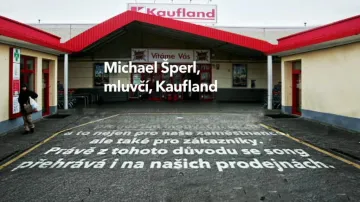 Kaufland
Vítáme Vás
Michael Šperl,
mluvčí, Kaufland
a to nejen pro naše zaměstnance,
ale také pro zákazníky.
Právě z tohoto důvodu se song
přehrává i na našich prodejnách.